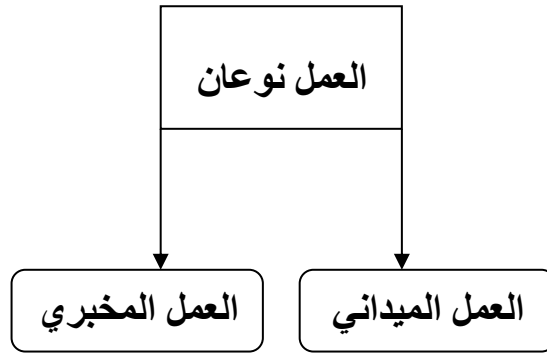 العمل نوعان
العمل الميداني
العمل المخبري